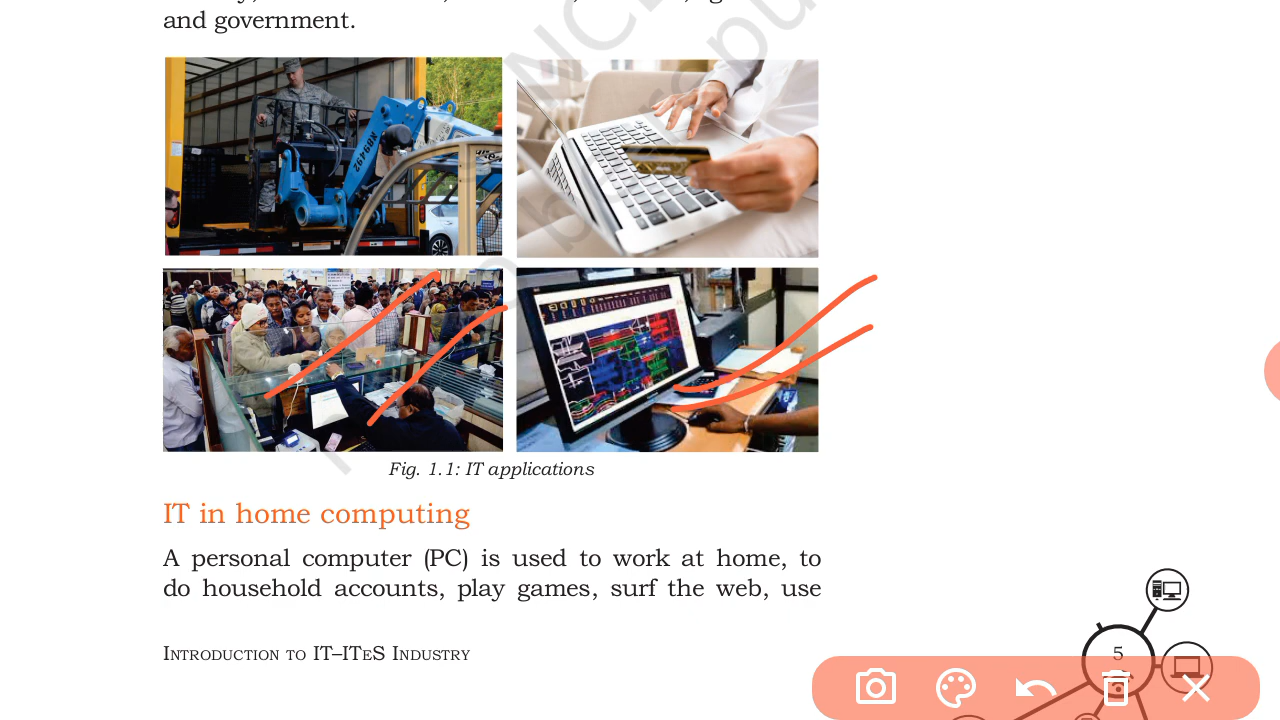 and government.
Fig. 1.1: IT applications
IT in home computing
A personal computer (PC) is used to work at home, to
do household accounts, play games, surf the web, use
INTRODUCTION TO IT–ITES INDUSTRY
5